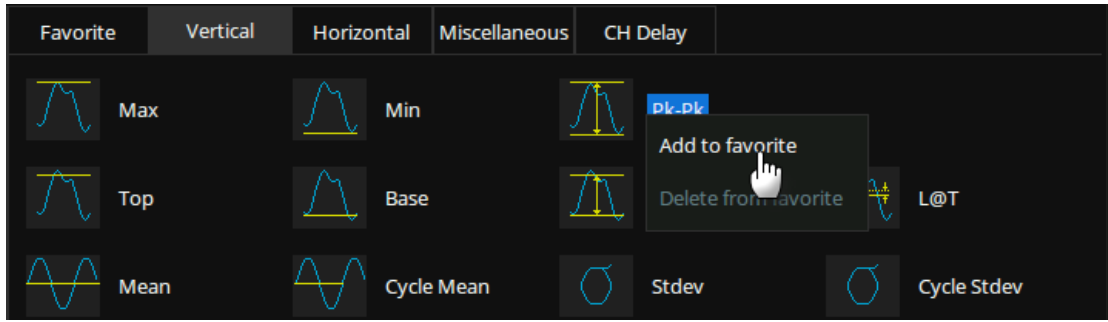 Favorite Vertical Horizontal Miscellaneous CH Delay
Max Min Pk-Pk
Add to favorite
Top Base Delete from favorite L@T
Mean Cycle Mean Stdev Cycle Stdev